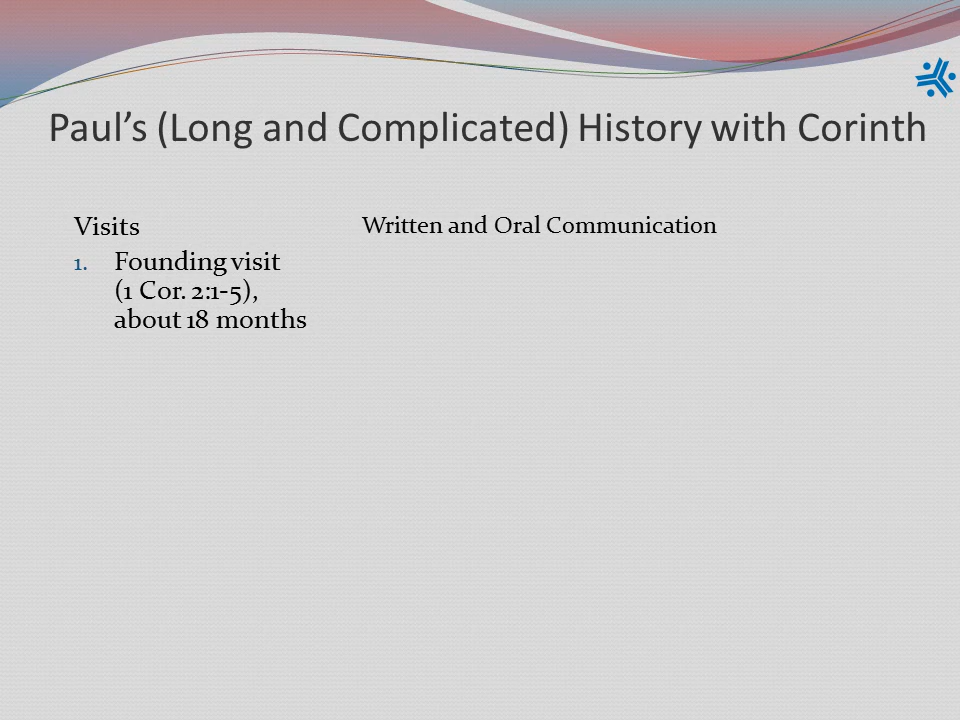 Paul’s (Long and Complicated) History with Corinth
Visits
1. Founding visit
(1 Cor. 2:1-5),
about 18 months
Written and Oral Communication